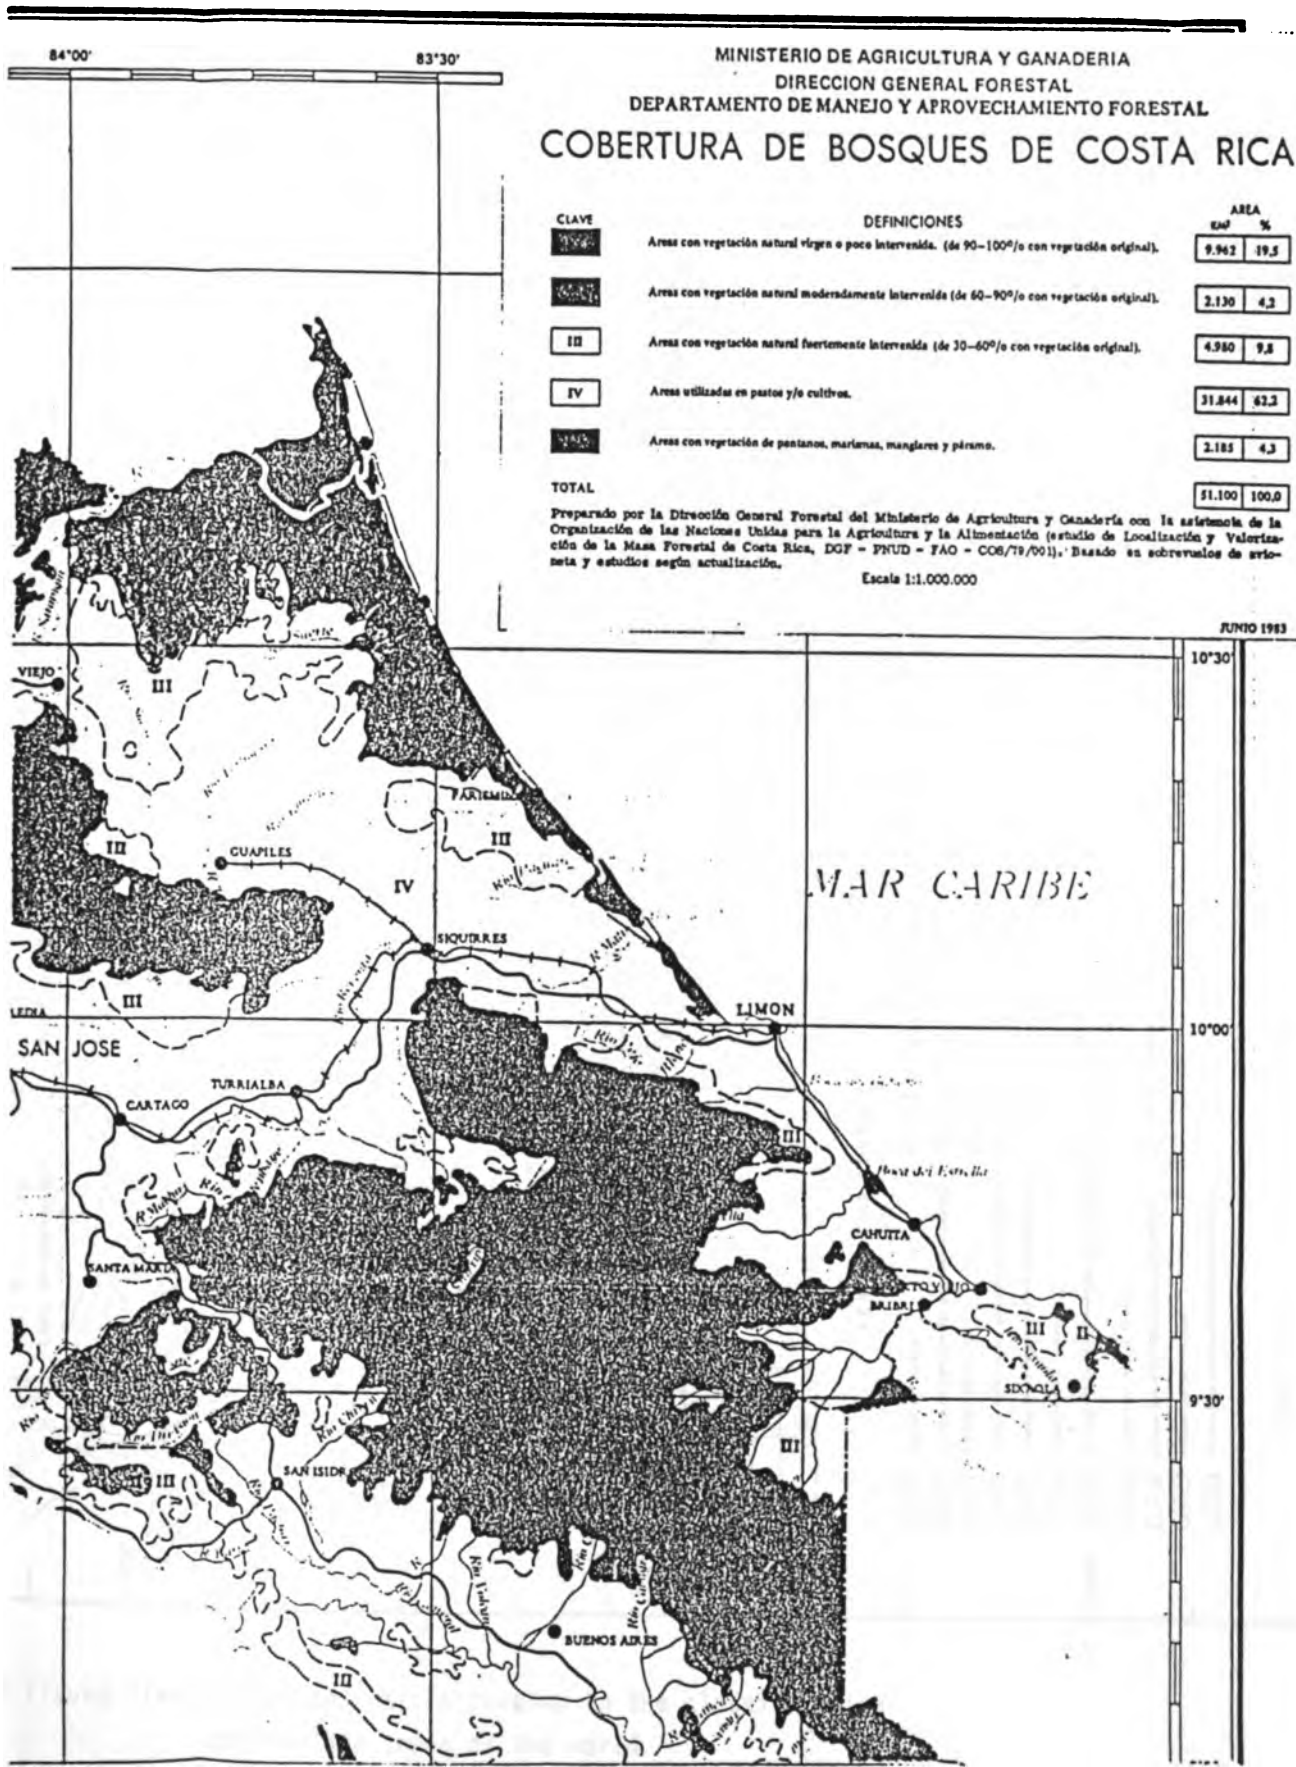 84°00'
83°30'
MINISTERIO DE AGRICULTURA Y GANADERIA
DIRECCION GENERAL FORESTAL
DEPARTAMENTO DE MANEJO Y APROVECHAMIENTO FORESTAL
COBERTURA DE BOSQUES DE COSTA RICA
CLAVE
DEFINICIONES
AREA
KM² %
Areas con vegetación natural virgen o poco intervenida. (de 90–100º/o con vegetación original).
9.962 19,5
Areas con vegetación natural moderadamente intervenida (de 60–90º/o con vegetación original).
2.130 4,2
III
Areas con vegetación natural fuertemente intervenida (de 30–60º/o con vegetación original).
4.980 9,8
IV
Areas utilizadas en pastos y/o cultivos.
31.844 62,2
Areas con vegetación de pantanos, marismas, manglares y páramo.
2.185 4,3
TOTAL
51.100 100,0
Preparado por la Dirección General Forestal del Ministerio de Agricultura y Ganadería con la asistencia de la
Organización de las Naciones Unidas para la Agricultura y la Alimentación (estudio de Localización y Valoriza-
ción de la Masa Forestal de Costa Rica, DGF – PNUD – FAO – COS/79/001). Basado en sobrevuelos de avio-
neta y estudios según actualización.
Escala 1:1.000.000
JUNIO 1983
10°30'
VIEJO
III
PARISMINA
III
III
GUAPILES
IV
MAR CARIBE
SIQUIRRES
III
LIMON
10°00'
SAN JOSE
TURRIALBA
CARTAGO
III
Boca del Estrella
CAHUITA
SANTA MARIA
BRIBRI
III
II
SIXAOLA
9°30'
III
SAN ISIDR
III
BUENOS AIRES
III